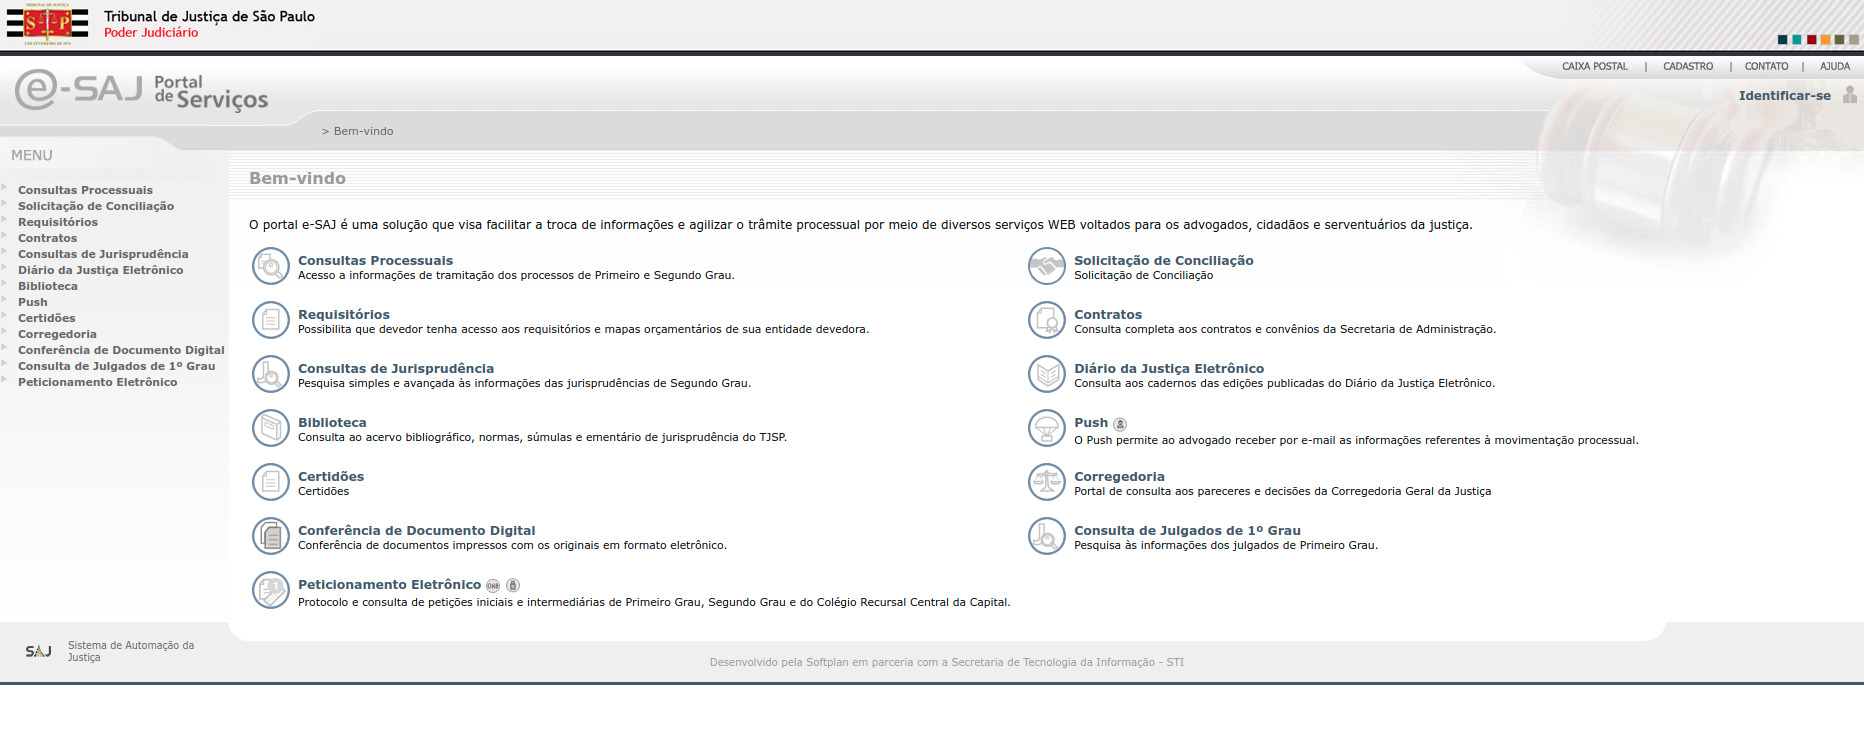 Tribunal de Justiça de São Paulo
Poder Judiciário
CAIXA POSTAL | CADASTRO | CONTATO | AJUDA
e-SAJ Portal de Serviços
Identificar-se
> Bem-vindo
MENU
Consultas Processuais
Solicitação de Conciliação
Requisitórios
Contratos
Consultas de Jurisprudência
Diário da Justiça Eletrônico
Biblioteca
Push
Certidões
Corregedoria
Conferência de Documento Digital
Consulta de Julgados de 1º Grau
Peticionamento Eletrônico
Bem-vindo
O portal e-SAJ é uma solução que visa facilitar a troca de informações e agilizar o trâmite processual por meio de diversos serviços WEB voltados para os advogados, cidadãos e serventuários da justiça.
Consultas Processuais
Acesso a informações de tramitação dos processos de Primeiro e Segundo Grau.
Solicitação de Conciliação
Solicitação de Conciliação
Requisitórios
Possibilita que devedor tenha acesso aos requisitórios e mapas orçamentários de sua entidade devedora.
Contratos
Consulta completa aos contratos e convênios da Secretaria de Administração.
Consultas de Jurisprudência
Pesquisa simples e avançada às informações das jurisprudências de Segundo Grau.
Diário da Justiça Eletrônico
Consulta aos cadernos das edições publicadas do Diário da Justiça Eletrônico.
Biblioteca
Consulta ao acervo bibliográfico, normas, súmulas e ementário de jurisprudência do TJSP.
Push
O Push permite ao advogado receber por e-mail as informações referentes à movimentação processual.
Certidões
Certidões
Corregedoria
Portal de consulta aos pareceres e decisões da Corregedoria Geral da Justiça
Conferência de Documento Digital
Conferência de documentos impressos com os originais em formato eletrônico.
Consulta de Julgados de 1º Grau
Pesquisa às informações dos julgados de Primeiro Grau.
Peticionamento Eletrônico
Protocolo e consulta de petições iniciais e intermediárias de Primeiro Grau, Segundo Grau e do Colégio Recursal Central da Capital.
SAJ
Sistema de Automação da
Justiça
Desenvolvido pela Softplan em parceria com a Secretaria de Tecnologia da Informação - STI